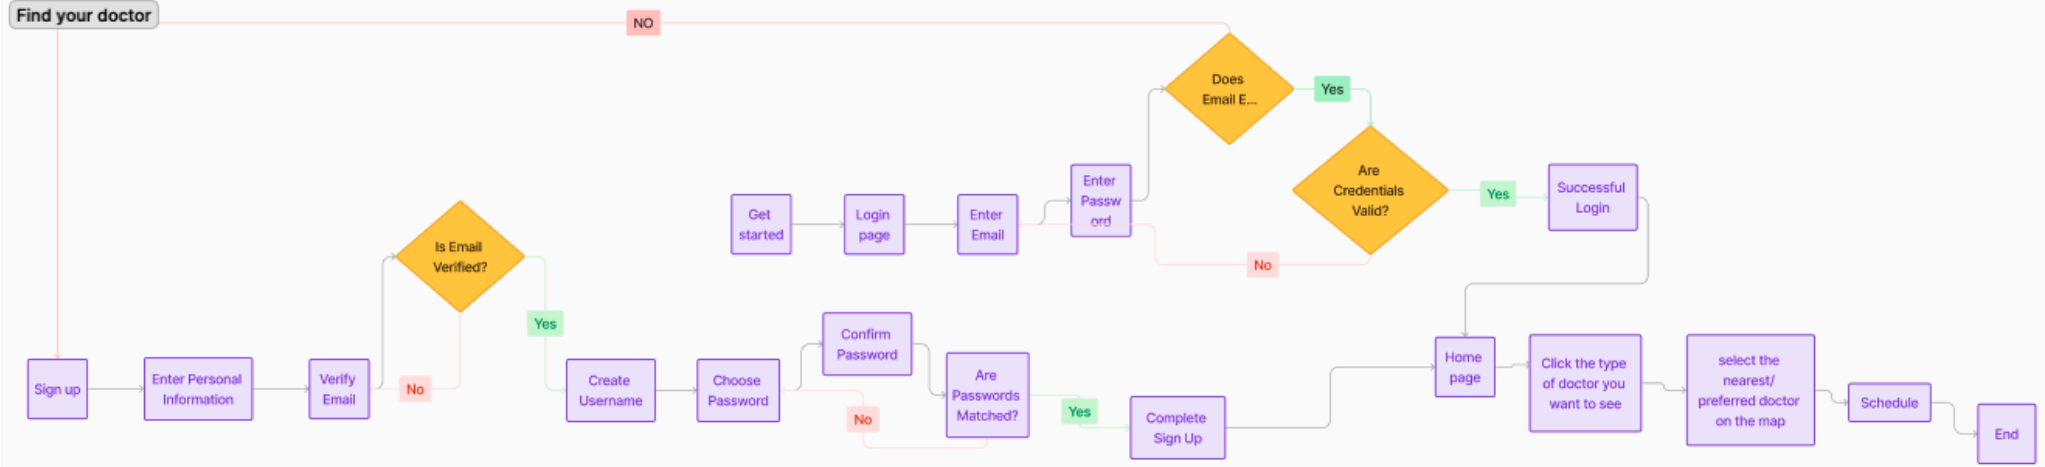 Find your doctor
NO
Does
Email E...
Yes
Are
Credentials
Valid?
Yes
Successful
Login
Get
started
Login
page
Enter
Email
Enter
Passw
ord
No
Is Email
Verified?
Yes
No
Sign up
Enter Personal
Information
Verify
Email
Create
Username
Choose
Password
Confirm
Password
Are
Passwords
Matched?
No
Yes
Complete
Sign Up
Home
page
Click the type
of doctor you
want to see
select the
nearest/
preferred doctor
on the map
Schedule
End